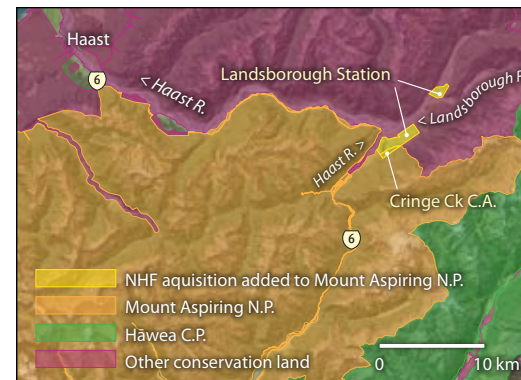 Haast
6
< Haast R.
Landsborough Station
< Landsborough R
Haast R. >
Cringe Ck C.A.
6
NHF aquisition added to Mount Aspiring N.P.
Mount Aspiring N.P.
Hāwea C.P.
Other conservation land
0 10 km